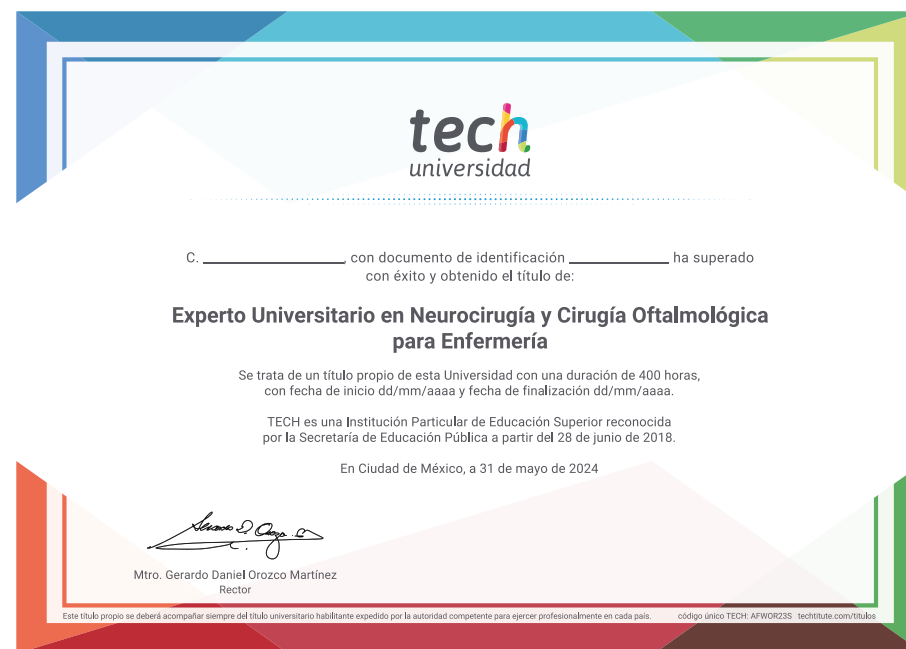 tech
universidad
C. ____________, con documento de identificación ____________ ha superado
con éxito y obtenido el título de:
Experto Universitario en Neurocirugía y Cirugía Oftalmológica
para Enfermería
Se trata de un título propio de esta Universidad con una duración de 400 horas,
con fecha de inicio dd/mm/aaaa y fecha de finalización dd/mm/aaaa.
TECH es una Institución Particular de Educación Superior reconocida
por la Secretaría de Educación Pública a partir del 28 de junio de 2018.
En Ciudad de México, a 31 de mayo de 2024
Mtro. Gerardo Daniel Orozco Martínez
Rector
Este título propio se deberá acompañar siempre del título universitario habilitante expedido por la autoridad competente para ejercer profesionalmente en cada país. código único TECH: AFWOR23S techtitute.com/titulos